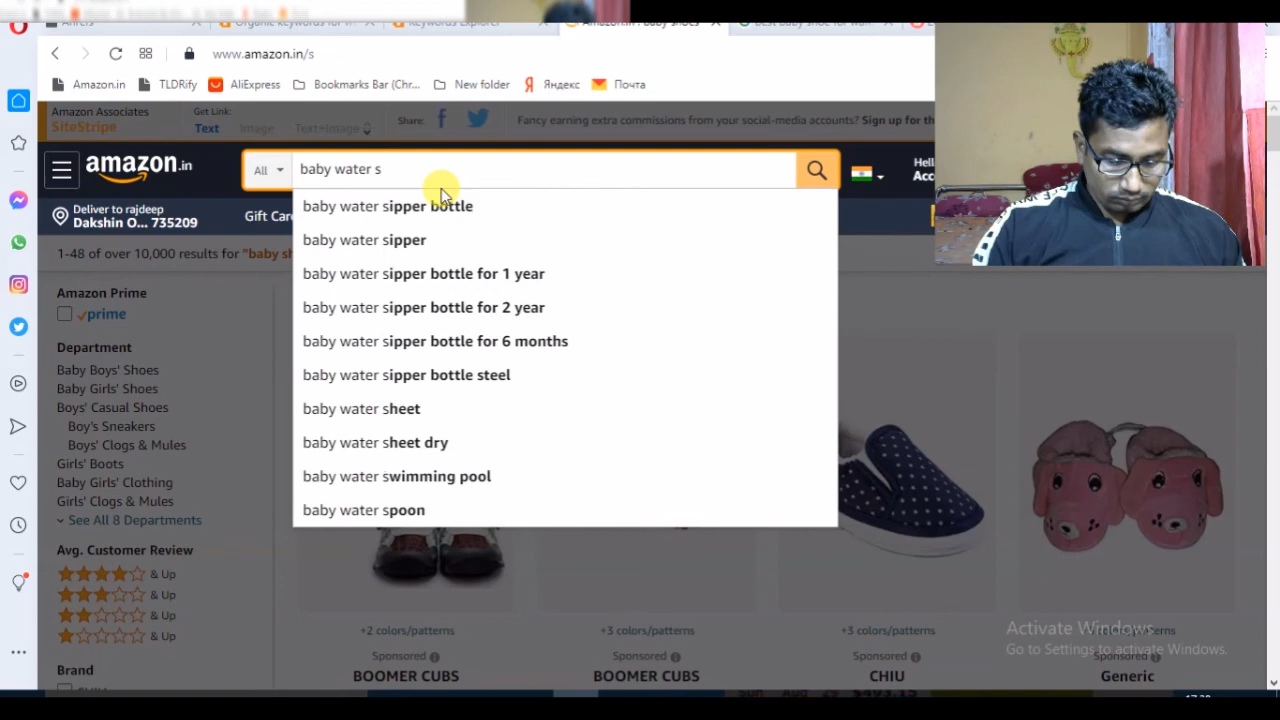 Organic keywords for
Keywords Explorer
www.amazon.in/s
Amazon.in
TLDRify
AliExpress
Bookmarks Bar (Chr...
New folder
Яндекс
Почта
Amazon Associates
SiteStripe
Get Link:
Text
Image
Text+Image
Share:
Fancy earning extra commissions from your social-media accounts? Sign up for th
amazon.in
All
baby water s
Hello
Acc
Deliver to rajdeep
Dakshin O... 735209
Gift Car
1-48 of over 10,000 results for "baby sh
baby water sipper bottle
baby water sipper
baby water sipper bottle for 1 year
baby water sipper bottle for 2 year
baby water sipper bottle for 6 months
baby water sipper bottle steel
baby water sheet
baby water sheet dry
baby water swimming pool
baby water spoon
Amazon Prime
prime
Department
Baby Boys' Shoes
Baby Girls' Shoes
Boys' Casual Shoes
Boy's Sneakers
Boys' Clogs & Mules
Girls' Boots
Baby Girls' Clothing
Girls' Clogs & Mules
See All 8 Departments
Avg. Customer Review
& Up
& Up
& Up
& Up
Brand
+2 colors/patterns
+3 colors/patterns
+3 colors/patterns
Sponsored
Sponsored
Sponsored
Sponsored
BOOMER CUBS
BOOMER CUBS
CHIU
Generic
Activate Windows
Go to Settings to activate Windows.